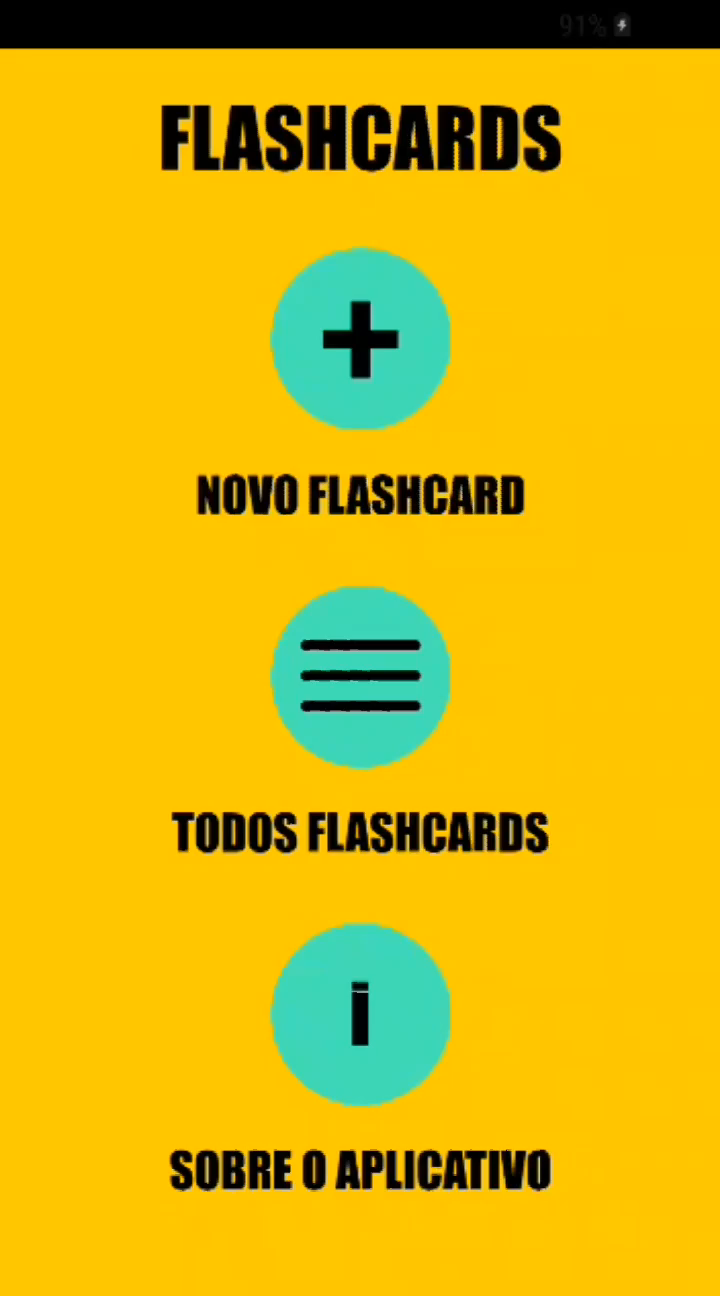 91%
FLASHCARDS
+
NOVO FLASHCARD
TODOS FLASHCARDS
i
SOBRE O APLICATIVO